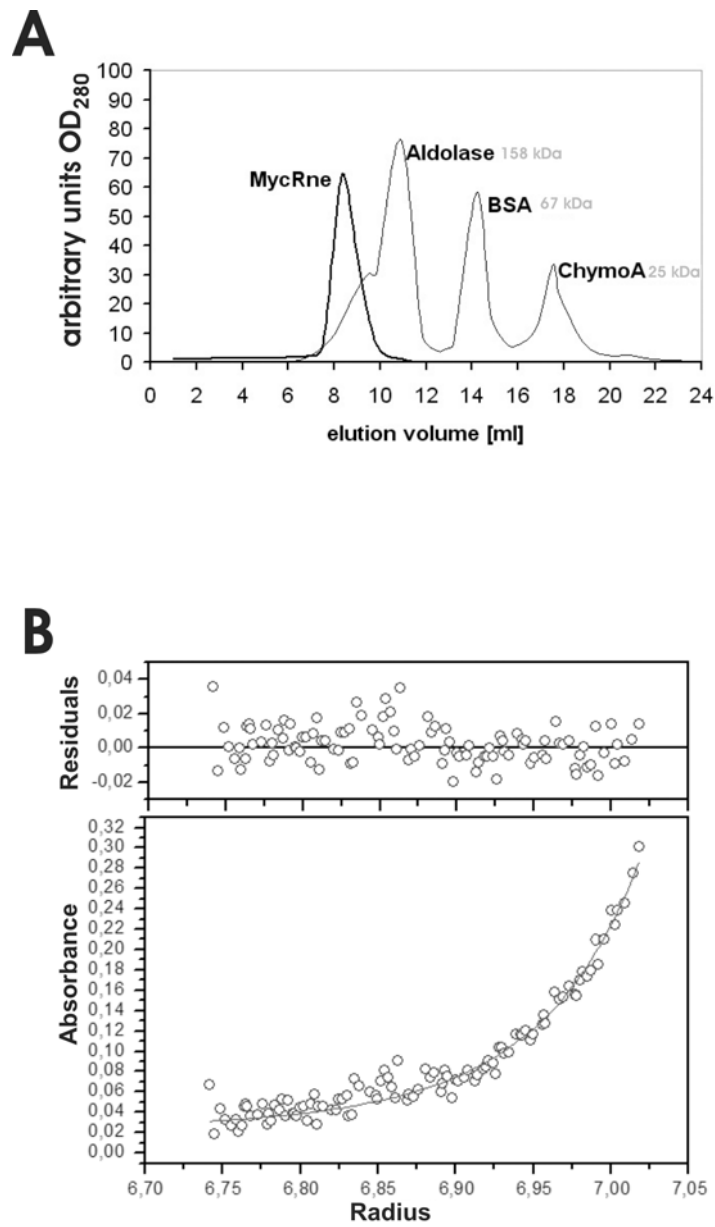 A
arbitrary units OD280
100
90
80
70
60
50
40
30
20
10
0
MycRne
Aldolase 158 kDa
BSA 67 kDa
ChymoA 25 kDa
0 2 4 6 8 10 12 14 16 18 20 22 24
elution volume [ml]
B
Residuals
0,04
0,02
0,00
-0,02
Absorbance
0,32
0,30
0,28
0,26
0,24
0,22
0,20
0,18
0,16
0,14
0,12
0,10
0,08
0,06
0,04
0,02
0,00
6,70 6,75 6,80 6,85 6,90 6,95 7,00 7,05
Radius